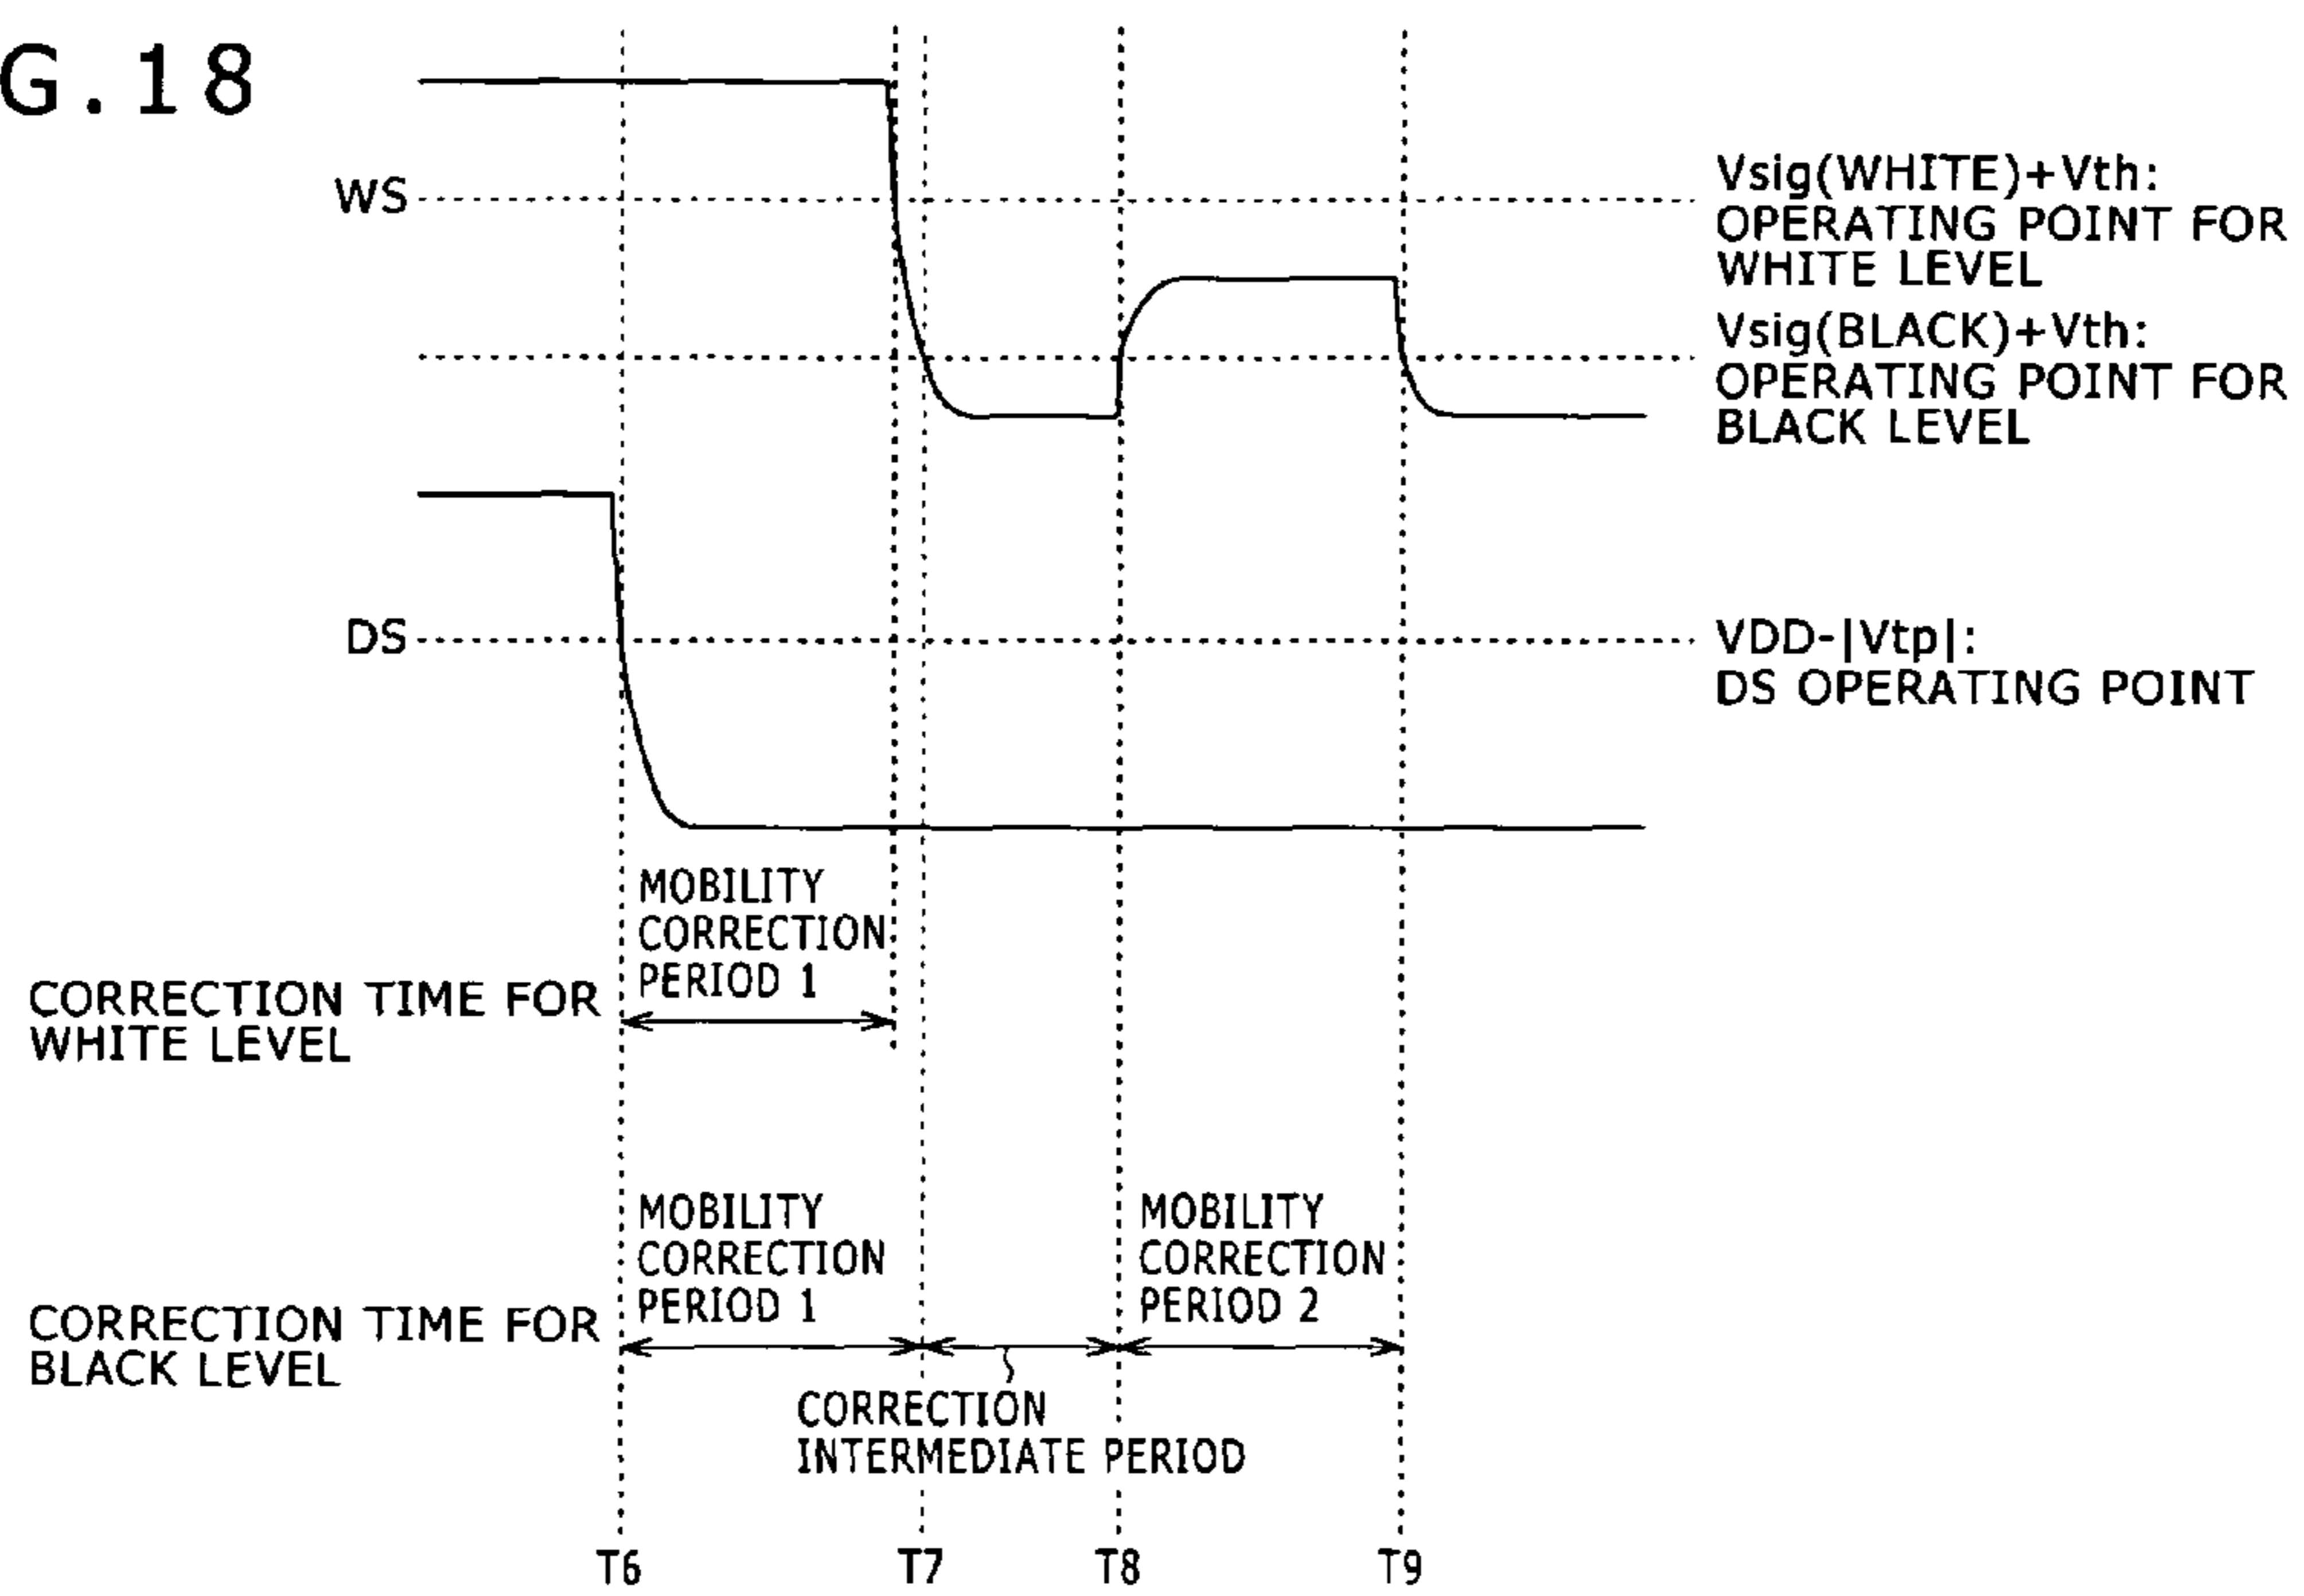 G.18
WS
Vsig(WHITE)+Vth:
OPERATING POINT FOR
WHITE LEVEL
Vsig(BLACK)+Vth:
OPERATING POINT FOR
BLACK LEVEL
DS
VDD-|Vtp|:
DS OPERATING POINT
MOBILITY
CORRECTION
PERIOD 1
CORRECTION TIME FOR
WHITE LEVEL
MOBILITY
CORRECTION
PERIOD 1
MOBILITY
CORRECTION
PERIOD 2
CORRECTION TIME FOR
BLACK LEVEL
CORRECTION
INTERMEDIATE PERIOD
T6
T7
T8
T9